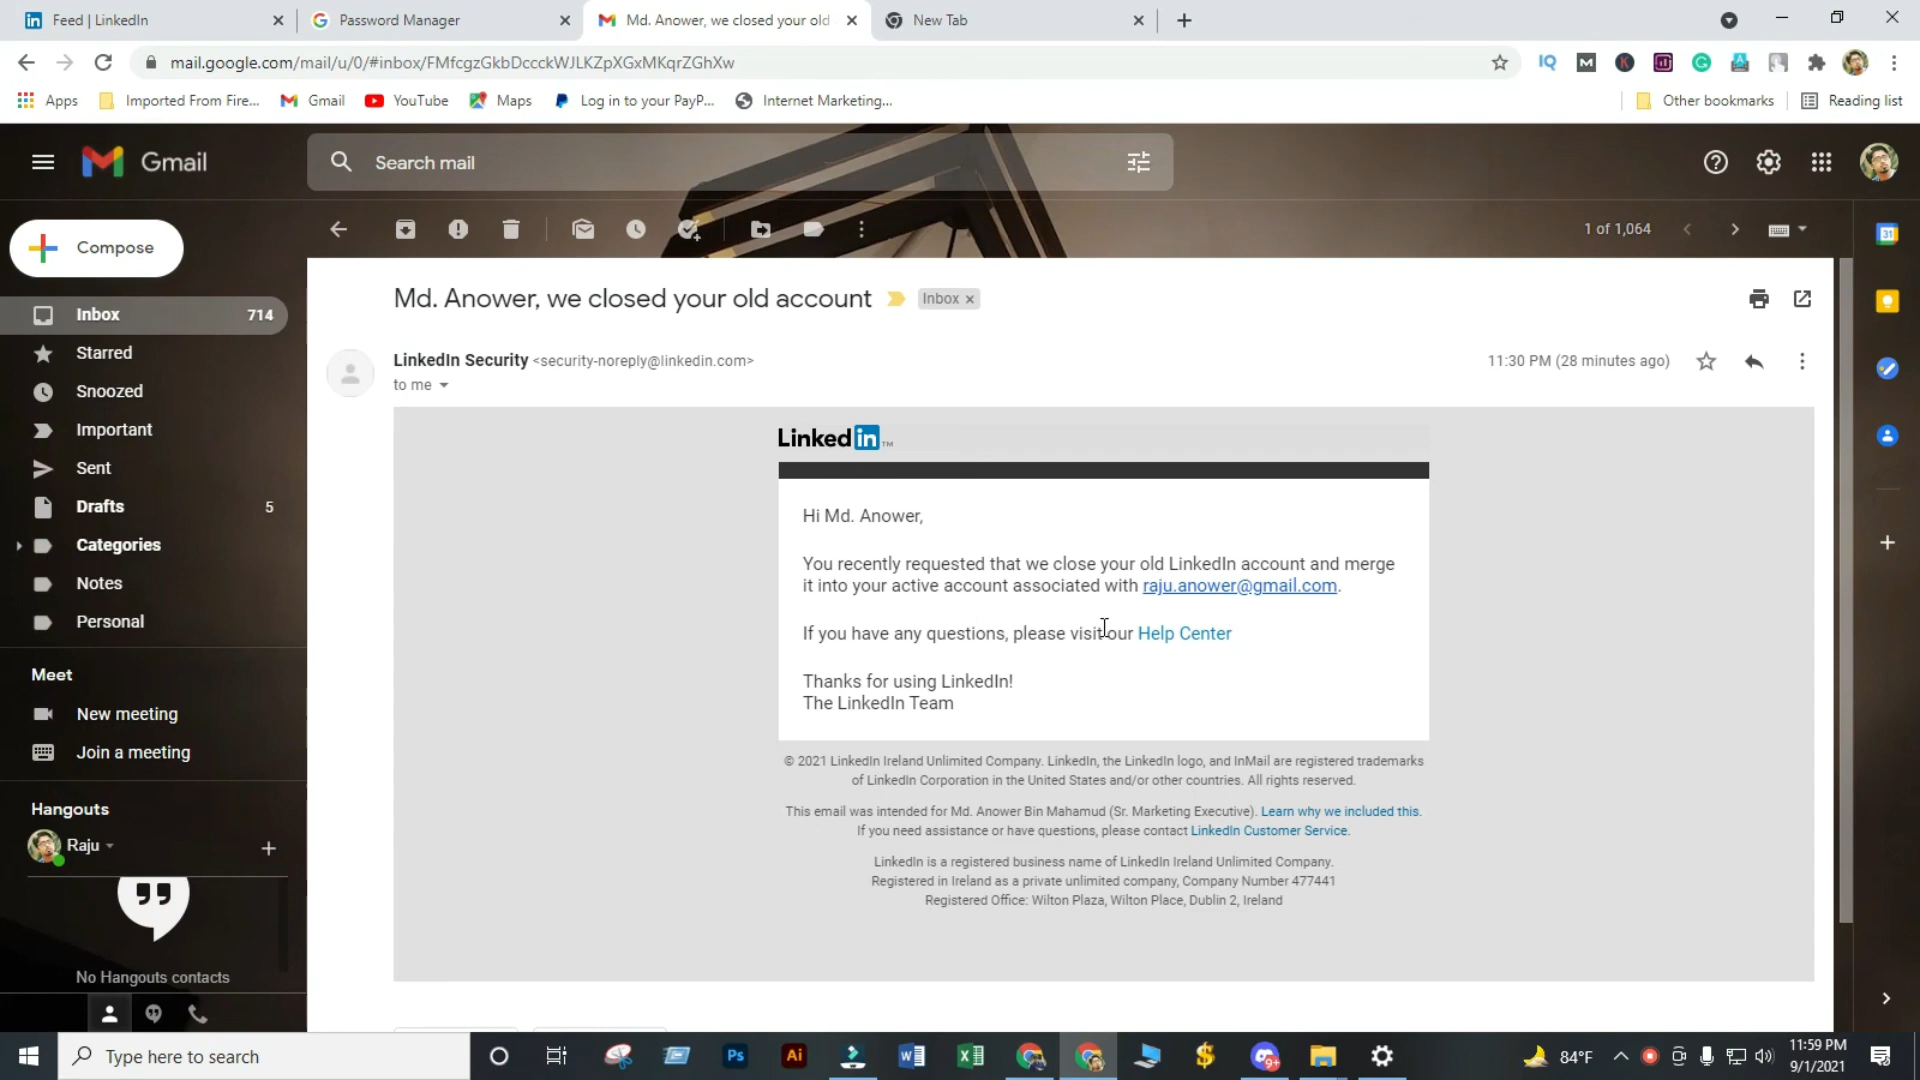 Feed | LinkedIn
Password Manager
Md. Anower, we closed your old
New Tab
mail.google.com/mail/u/0/#inbox/FMfcgzGkbDccckWJLKZpXGxMKqrZGhXw
IQ
M
K
Apps
Imported From Fire...
Gmail
YouTube
Maps
Log in to your PayP...
Internet Marketing...
Other bookmarks
Reading list
Gmail
Search mail
Compose
1 of 1,064
31
Inbox 714
Starred
Snoozed
Important
Sent
Drafts 5
Categories
Notes
Personal
Meet
New meeting
Join a meeting
Hangouts
Raju
No Hangouts contacts
Md. Anower, we closed your old account
Inbox
LinkedIn Security <security-noreply@linkedin.com>
11:30 PM (28 minutes ago)
to me
Linked in TM
Hi Md. Anower,
You recently requested that we close your old LinkedIn account and merge
it into your active account associated with raju.anower@gmail.com.
If you have any questions, please visit our Help Center
Thanks for using LinkedIn!
The LinkedIn Team
© 2021 LinkedIn Ireland Unlimited Company. LinkedIn, the LinkedIn logo, and InMail are registered trademarks
of LinkedIn Corporation in the United States and/or other countries. All rights reserved.
This email was intended for Md. Anower Bin Mahamud (Sr. Marketing Executive). Learn why we included this.
If you need assistance or have questions, please contact LinkedIn Customer Service.
LinkedIn is a registered business name of LinkedIn Ireland Unlimited Company.
Registered in Ireland as a private unlimited company, Company Number 477441
Registered Office: Wilton Plaza, Wilton Place, Dublin 2, Ireland
Type here to search
Ps
Ai
9+
84°F
11:59 PM
9/1/2021